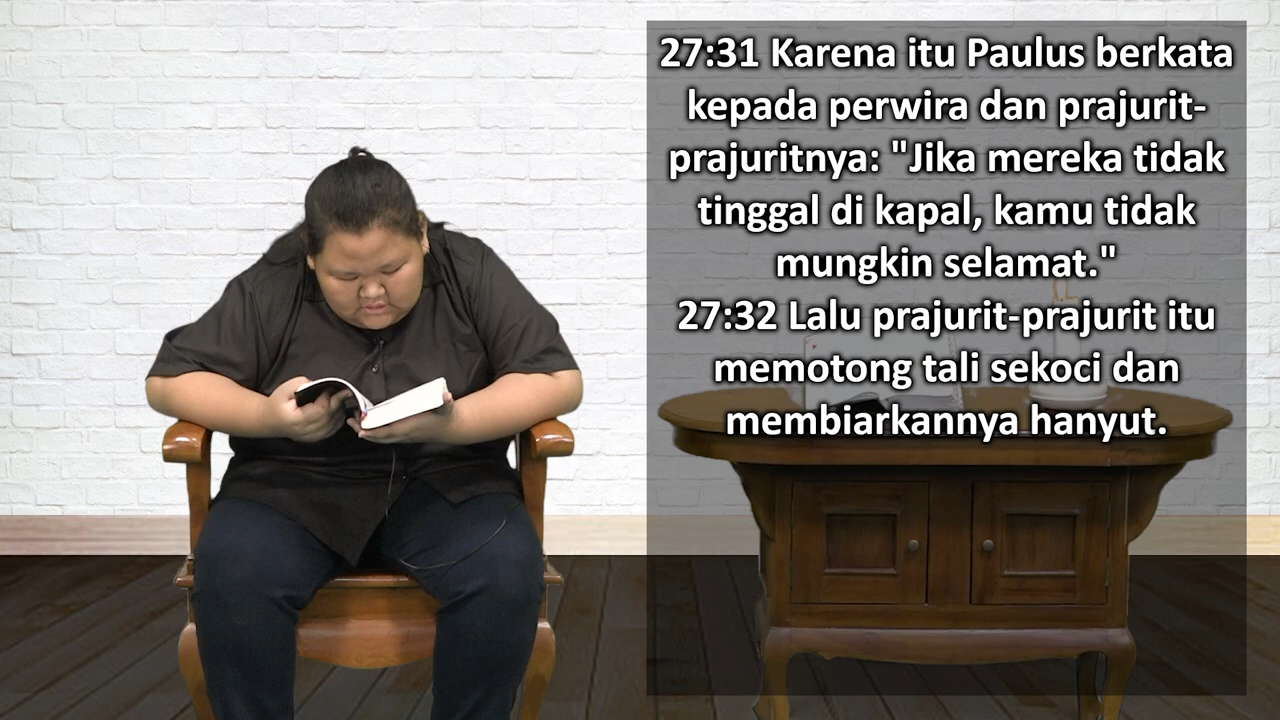 27:31 Karena itu Paulus berkata
kepada perwira dan prajurit-
prajuritnya: "Jika mereka tidak
tinggal di kapal, kamu tidak
mungkin selamat."
27:32 Lalu prajurit-prajurit itu
memotong tali sekoci dan
membiarkannya hanyut.